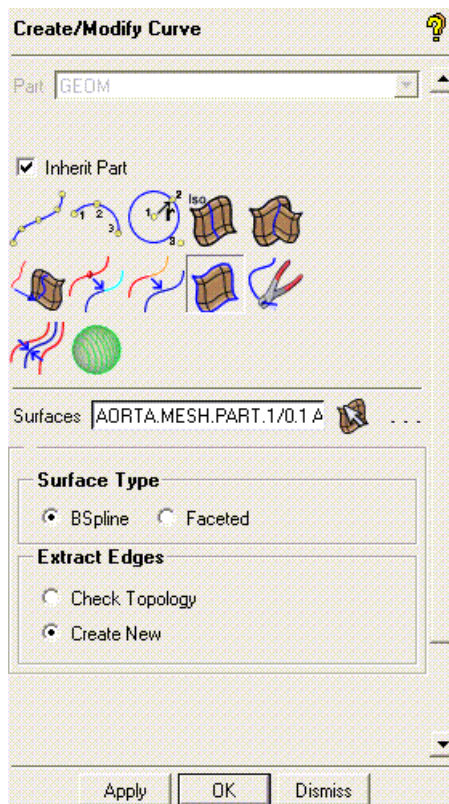 Create/Modify Curve
Part GEOM
Inherit Part
1 2 3
1 2 r 3
Iso
Surfaces AORTA.MESH.PART.1/0.1 A
. . .
Surface Type
BSpline Faceted
Extract Edges
Check Topology
Create New
Apply OK Dismiss